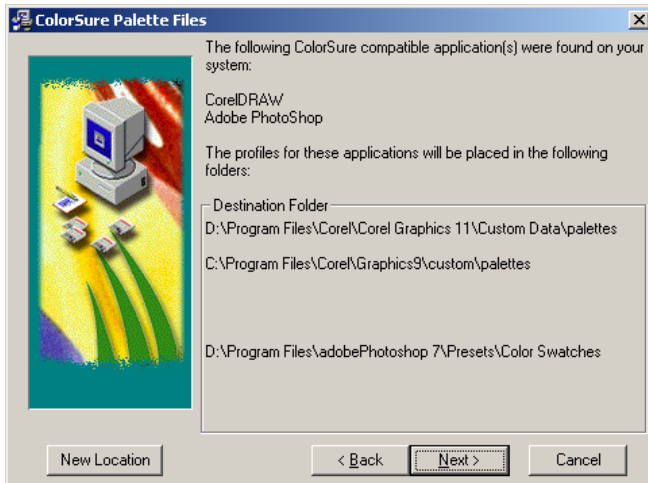 ColorSure Palette Files
The following ColorSure compatible application(s) were found on your
system:
CorelDRAW
Adobe PhotoShop
The profiles for these applications will be placed in the following
folders:
Destination Folder
D:\Program Files\Corel\Corel Graphics 11\Custom Data\palettes
C:\Program Files\Corel\Graphics9\custom\palettes
D:\Program Files\adobePhotoshop 7\Presets\Color Swatches
New Location
< Back
Next >
Cancel